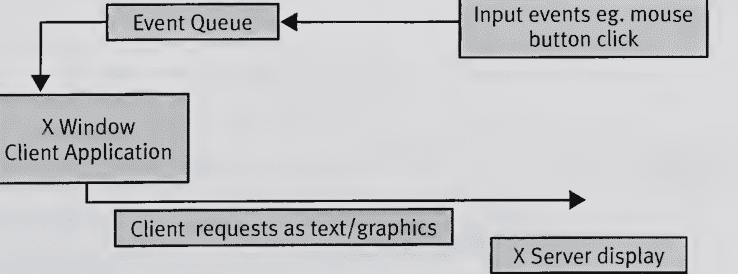 Event Queue
Input events eg. mouse
button click
X Window
Client Application
Client requests as text/graphics
X Server display